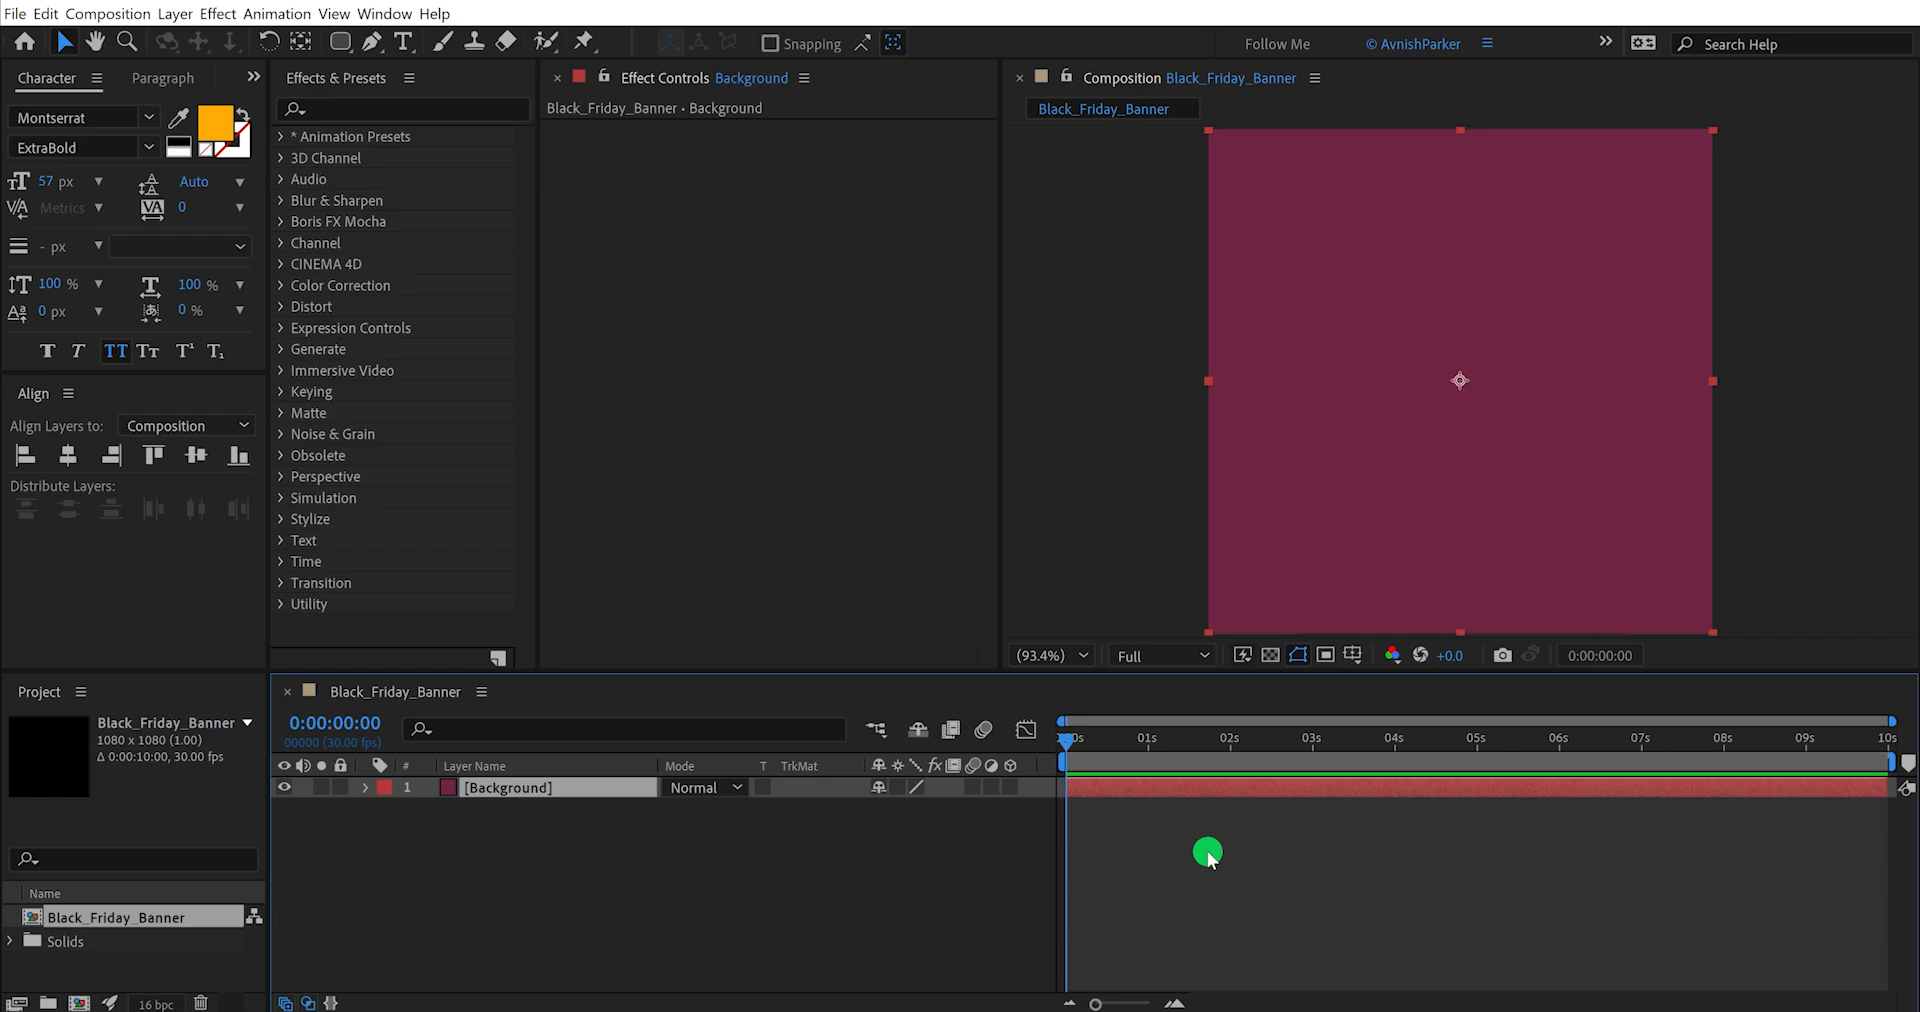 File Edit Composition Layer Effect Animation View Window Help
Snapping
Follow Me
© AvnishParker
Search Help
Character
Paragraph
Montserrat
ExtraBold
57 px
Auto
Metrics
0
- px
100 %
100 %
0 px
0 %
Align
Align Layers to:
Composition
Distribute Layers:
Effects & Presets
* Animation Presets
3D Channel
Audio
Blur & Sharpen
Boris FX Mocha
Channel
CINEMA 4D
Color Correction
Distort
Expression Controls
Generate
Immersive Video
Keying
Matte
Noise & Grain
Obsolete
Perspective
Simulation
Stylize
Text
Time
Transition
Utility
Effect Controls Background
Black_Friday_Banner • Background
Composition Black_Friday_Banner
Black_Friday_Banner
(93.4%)
Full
+0.0
0:00:00:00
Project
Black_Friday_Banner
1080 x 1080 (1.00)
Δ 0:00:10:00, 30.00 fps
Name
Black_Friday_Banner
Solids
16 bpc
Black_Friday_Banner
0:00:00:00
00000 (30.00 fps)
01s 02s 03s 04s 05s 06s 07s 08s 09s 10s
# Layer Name Mode T TrkMat
1 [Background] Normal